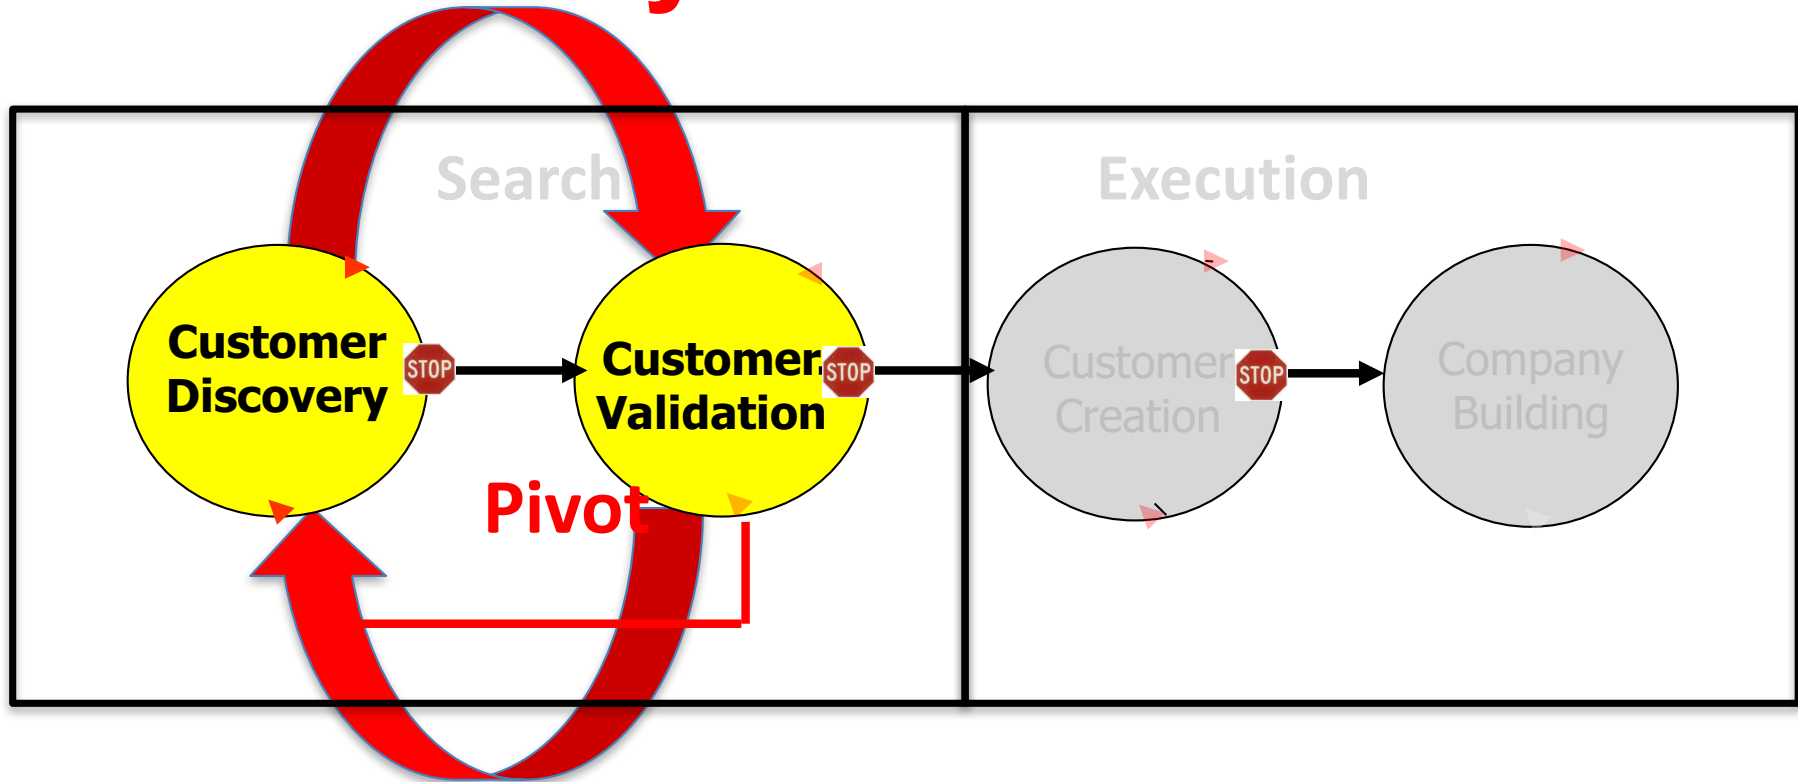 Search
Execution
Customer
Discovery
STOP
Customer
Validation
STOP
Customer
Creation
STOP
Company
Building
Pivot